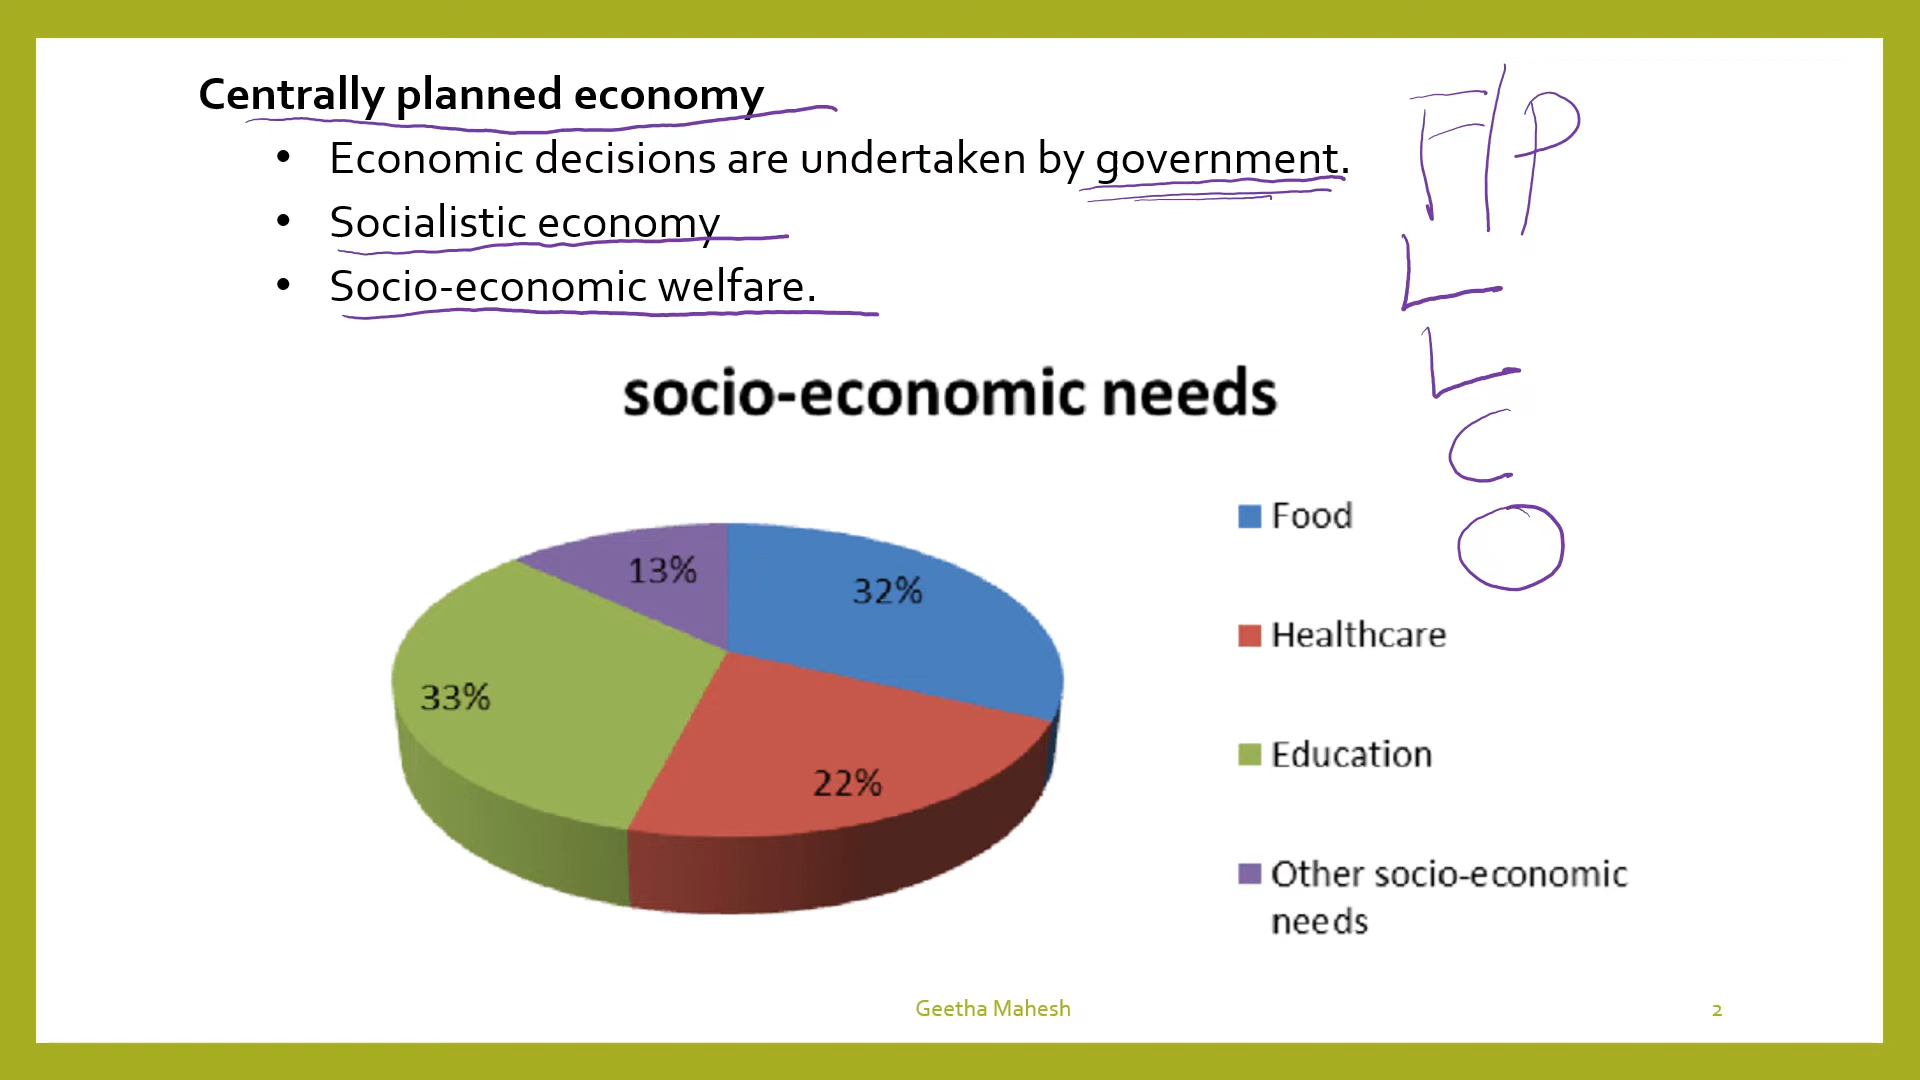 Centrally planned economy
• Economic decisions are undertaken by government.
• Socialistic economy
• Socio-economic welfare.
F/P
L
L
C
O
socio-economic needs
13%
32%
33%
22%
Food
Healthcare
Education
Other socio-economic
needs
Geetha Mahesh
2